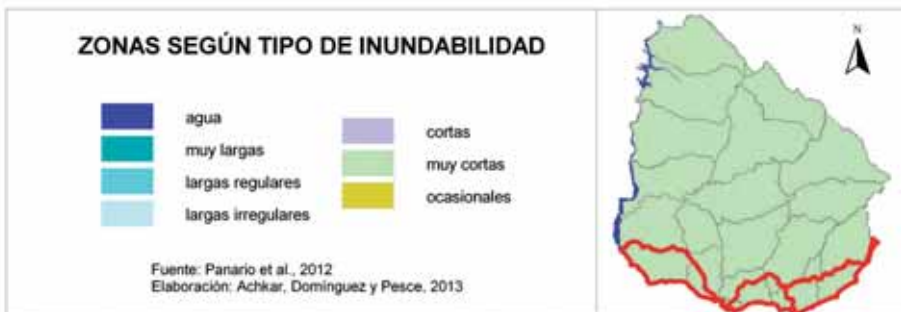 ZONAS SEGÚN TIPO DE INUNDABILIDAD
agua
muy largas
largas regulares
largas irregulares
cortas
muy cortas
ocasionales
Fuente: Panario et al., 2012
Elaboración: Achkar, Domínguez y Pesce, 2013
N